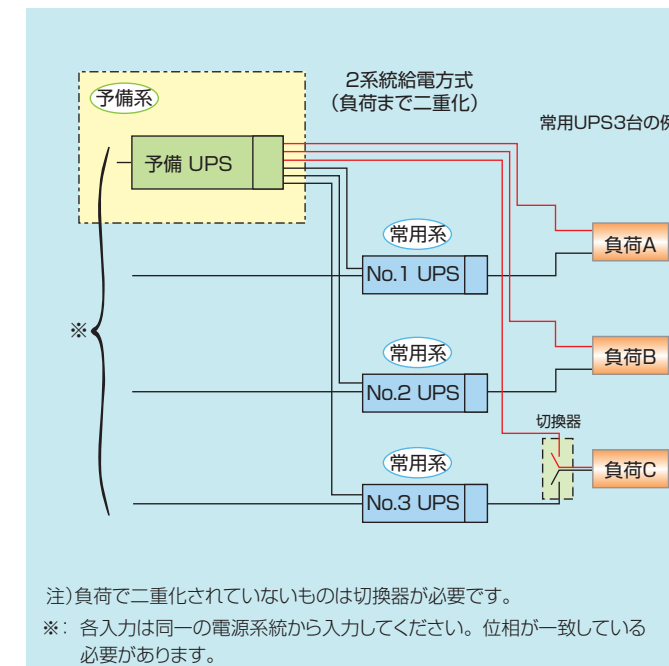 2系統給電方式
(負荷まで二重化)
常用UPS3台の例
予備系
予備 UPS
常用系
No.1 UPS
負荷A
常用系
No.2 UPS
負荷B
切換器
常用系
No.3 UPS
負荷C
※
注)負荷で二重化されていないものは切換器が必要です。
※: 各入力は同一の電源系統から入力してください。位相が一致している
必要があります。